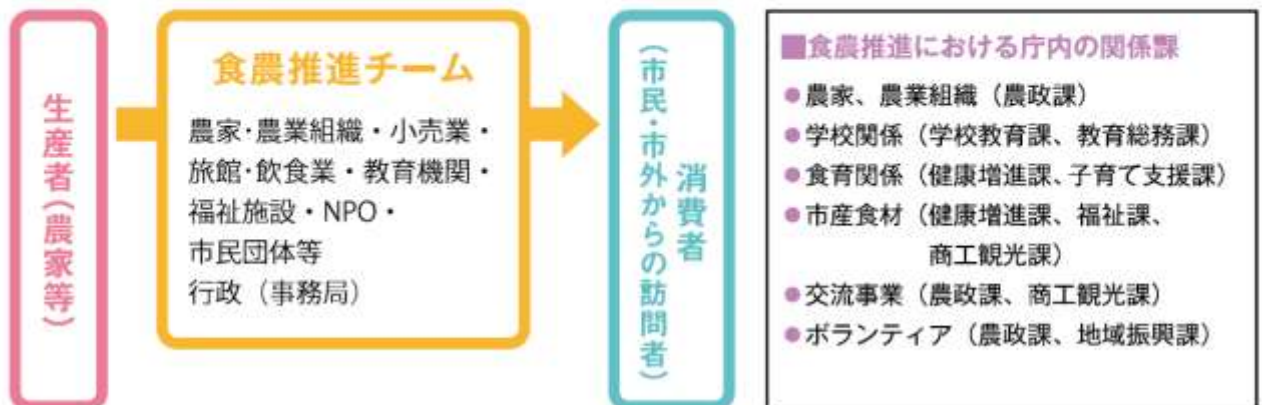 生産者（農家等）
食農推進チーム
農家・農業組織・小売業・
旅館・飲食業・教育機関・
福祉施設・NPO・
市民団体等
行政（事務局）
消費者
（市民・市外からの訪問者）
■食農推進における庁内の関係課
●農家、農業組織（農政課）
●学校関係（学校教育課、教育総務課）
●食育関係（健康増進課、子育て支援課）
●市産食材（健康増進課、福祉課、
商工観光課）
●交流事業（農政課、商工観光課）
●ボランティア（農政課、地域振興課）